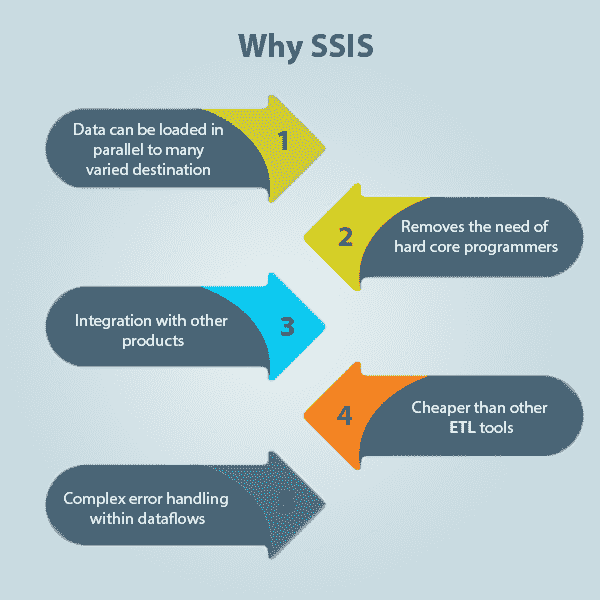 Why SSIS
Data can be loaded in
parallel to many
varied destination
1
2
Removes the need of
hard core programmers
Integration with other
products
3
4
Cheaper than other
ETL tools
Complex error handling
within dataflows